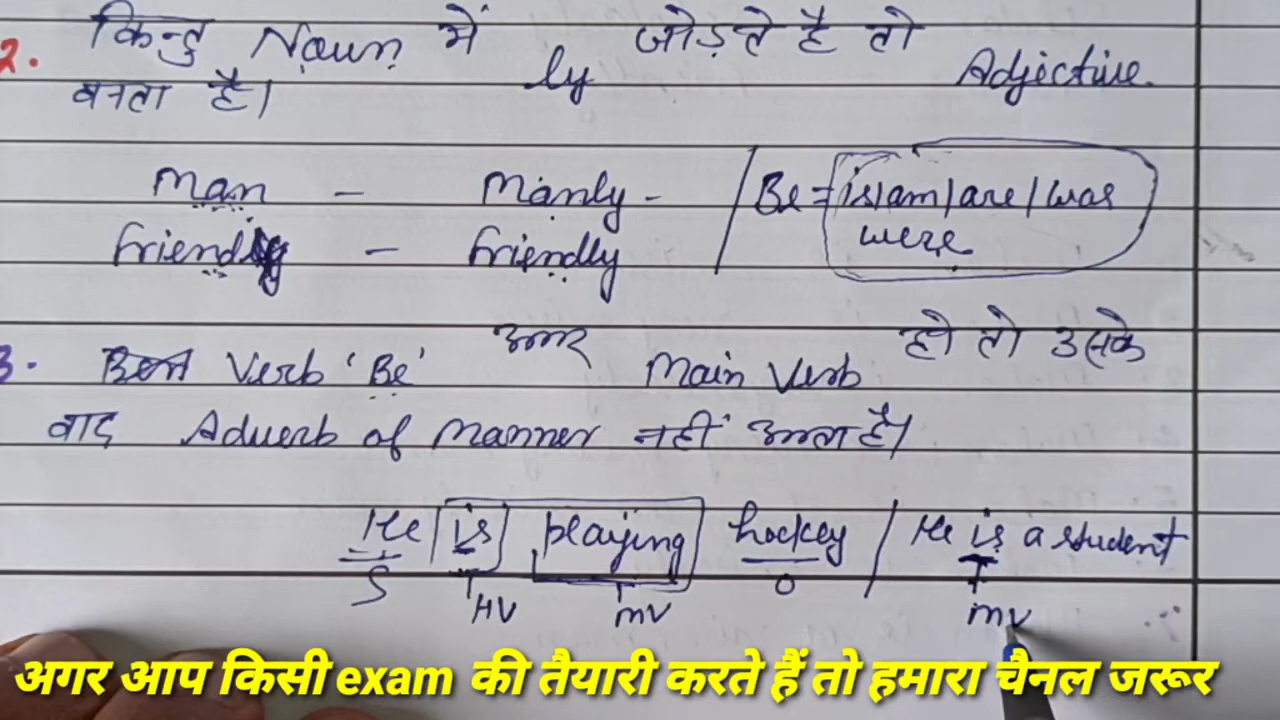 2. किन्तु Noun में ly जोड़ते है तो Adjective.
बनता है।
Man - Manly - / Be = is/am/are/was
friendly - friendly were
3. Verb 'Be' अगर Main Verb हो तो उसके
बाद Adverb of manner नहीं आता है।
He is playing hockey / He is a student
S HV MV O MV
अगर आप किसी exam की तैयारी करते हैं तो हमारा चैनल जरूर